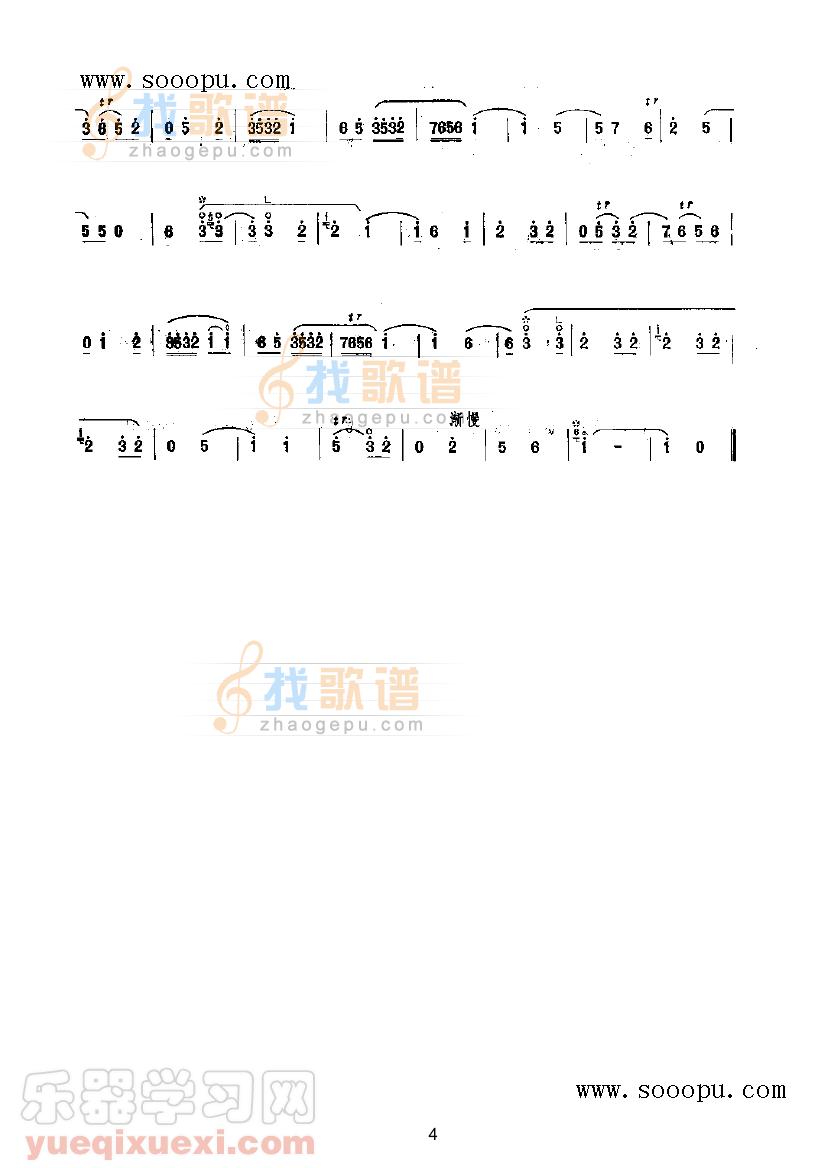 www.sooopu.com
找歌谱
zhaogepu.com
tr
3 6 5 2 | 0 5 2 | 3532 1 | 6 5 3532 | 7656 1 | 1 5 | 5 7 6 | 2 5 |
tr
5 5 0 | 6 3 3 | 3 3 2 | 2 1 | 1 6 1 | 2 3 2 | 0 5 3 2 | 7 6 5 6 |
tr tr
0 1 2 | 3532 1 1 | 6 5 3532 | 7656 1 | 1 6 | 6 3 3 | 2 3 2 | 2 3 2 |
tr
找歌谱
zhaogepu.com
渐慢
2 3 2 | 0 5 | 1 1 | 5 3 2 | 0 2 | 5 6 | 1 - | 1 0 ‖
tr
找歌谱
zhaogepu.com
乐器学习网
yueqixuexi.com
www.sooopu.com
4